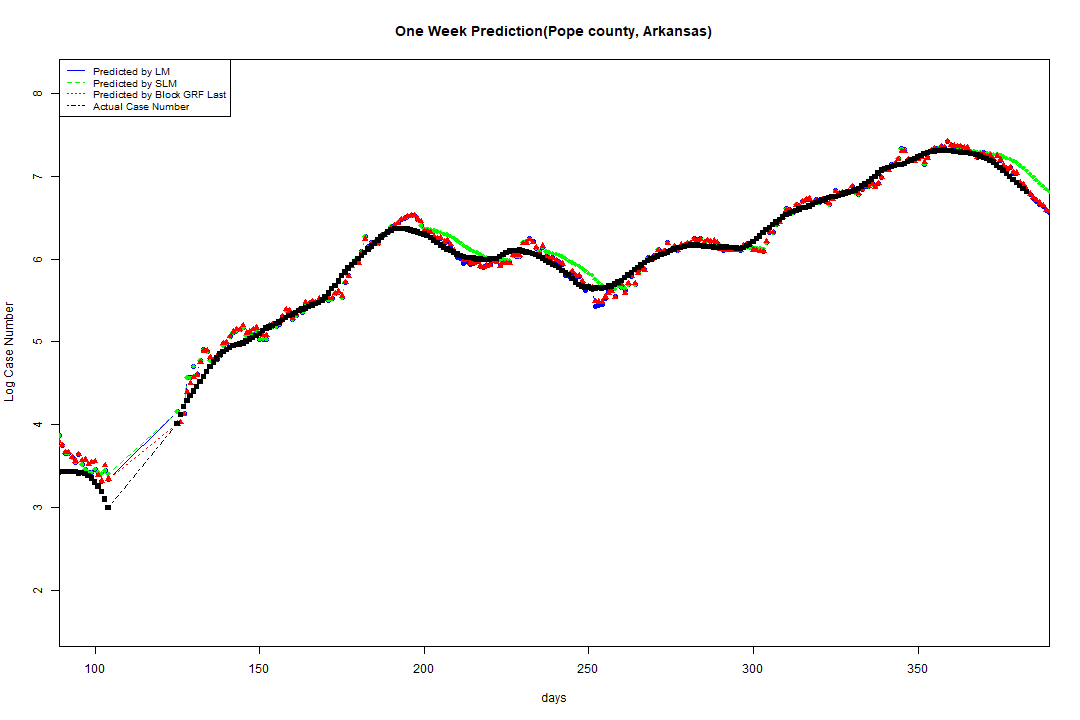 One Week Prediction(Pope county, Arkansas)
Predicted by LM
Predicted by SLM
Predicted by Block GRF Last
Actual Case Number
8
7
6
5
4
3
2
Log Case Number
100 150 200 250 300 350
days